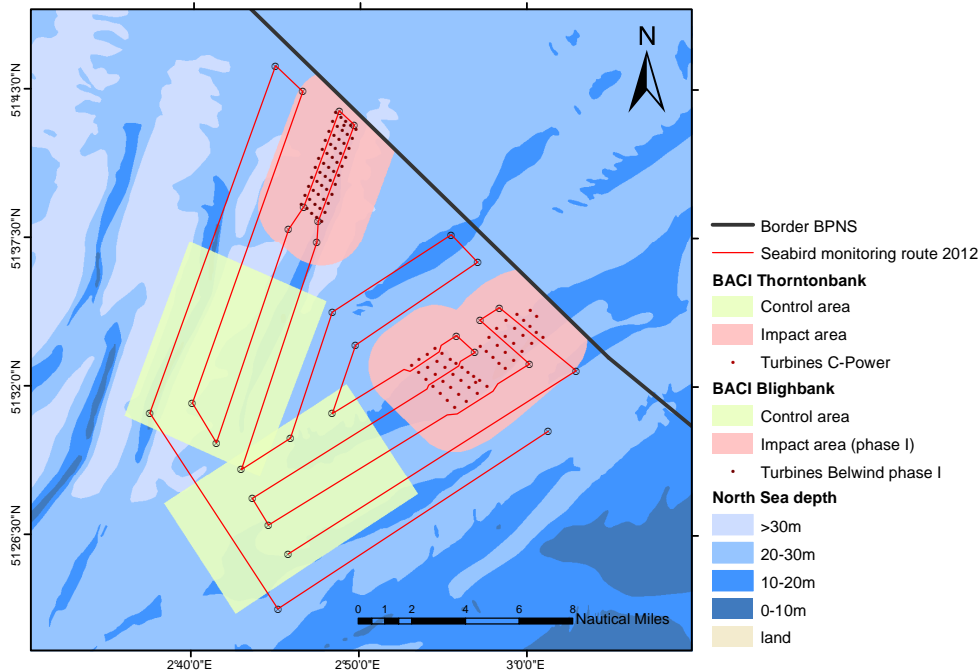 N
51°43'0"N
51°37'30"N
51°32'0"N
51°26'30"N
2°40'0"E
2°50'0"E
3°0'0"E
0 1 2 4 6 8
Nautical Miles
Border BPNS
Seabird monitoring route 2012
BACI Thorntonbank
Control area
Impact area
Turbines C-Power
BACI Blighbank
Control area
Impact area (phase I)
Turbines Belwind phase I
North Sea depth
>30m
20-30m
10-20m
0-10m
land